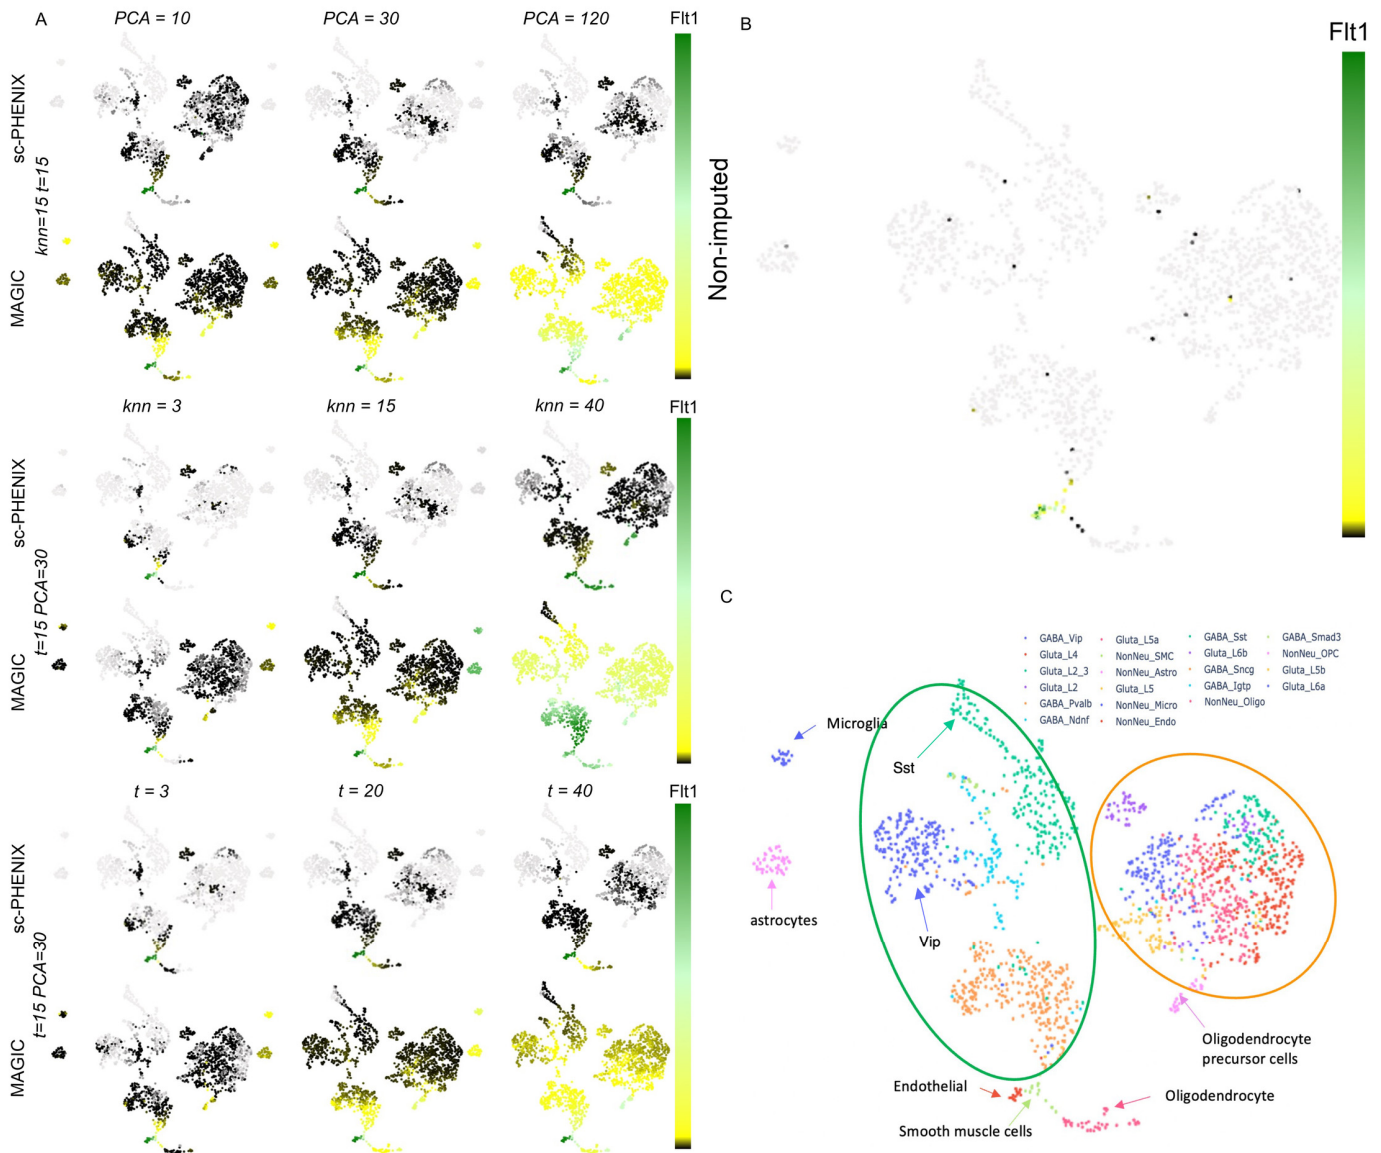 A
PCA = 10
PCA = 30
PCA = 120
Flt1
sc-PHENIX
MAGIC
knn=15 t=15
knn = 3
knn = 15
knn = 40
Flt1
sc-PHENIX
MAGIC
t=15 PCA=30
t = 3
t = 20
t = 40
Flt1
sc-PHENIX
MAGIC
t=15 PCA=30
B
Flt1
Non-imputed
C
GABA_Vip
Gluta_L4
Gluta_L2_3
Gluta_L2
GABA_Pvalb
GABA_Ndnf
Gluta_L5a
NonNeu_SMC
NonNeu_Astro
Gluta_L5
NonNeu_Micro
NonNeu_Endo
GABA_Sst
Gluta_L6b
GABA_Sncg
GABA_Igtp
NonNeu_Oligo
GABA_Smad3
NonNeu_OPC
Gluta_L5b
Gluta_L6a
Microglia
Sst
astrocytes
Vip
Oligodendrocyte
precursor cells
Endothelial
Oligodendrocyte
Smooth muscle cells